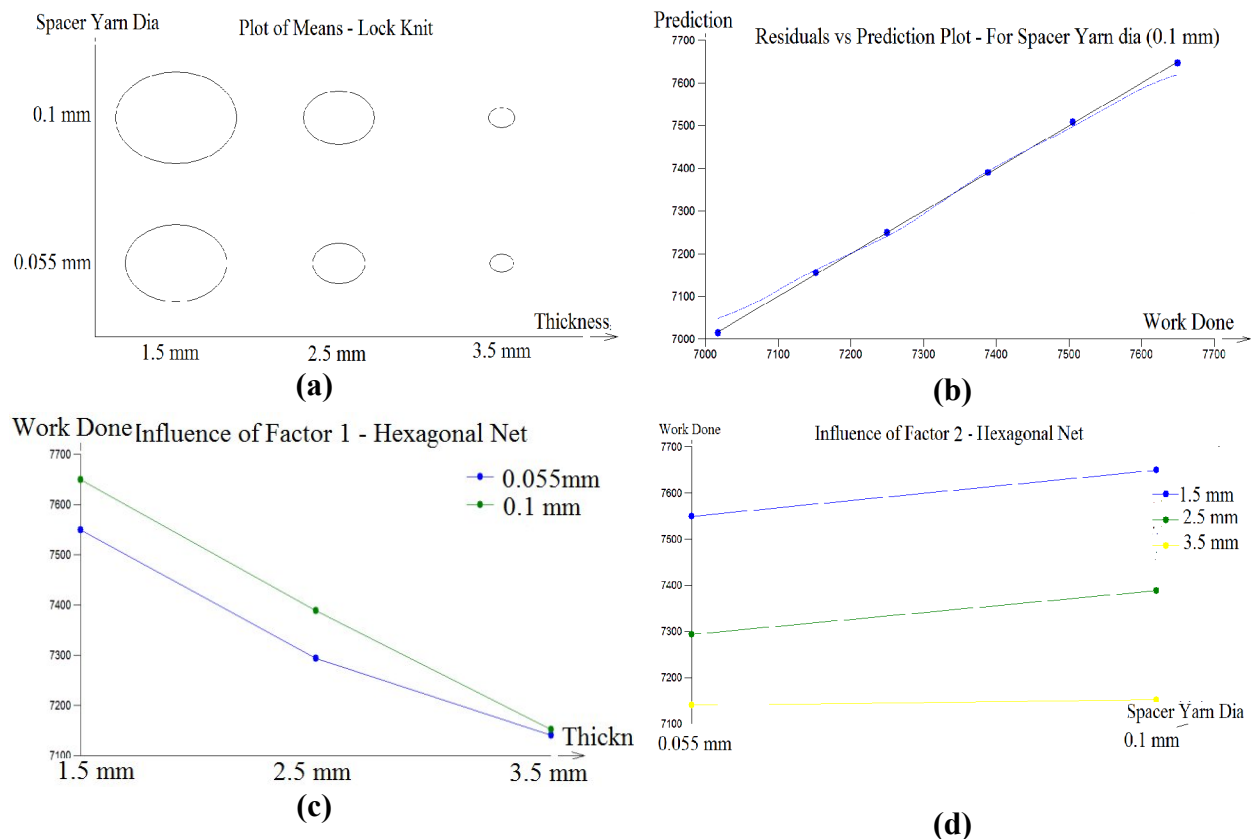 Spacer Yarn Dia
Plot of Means - Lock Knit
0.1 mm
0.055 mm
Thickness
1.5 mm
2.5 mm
3.5 mm
(a)
Prediction
Residuals vs Prediction Plot - For Spacer Yarn dia (0.1 mm)
7700
7600
7500
7400
7300
7200
7100
7000
Work Done
7000
7100
7200
7300
7400
7500
7600
7700
(b)
Work Done
Influence of Factor 1 - Hexagonal Net
0.055mm
0.1 mm
7700
7600
7500
7400
7300
7200
7100
Thickn
1.5 mm
2.5 mm
3.5 mm
(c)
Work Done
Influence of Factor 2 - Hexagonal Net
7700
7600
7500
7400
7300
7200
7100
1.5 mm
2.5 mm
3.5 mm
Spacer Yarn Dia
0.055 mm
0.1 mm
(d)